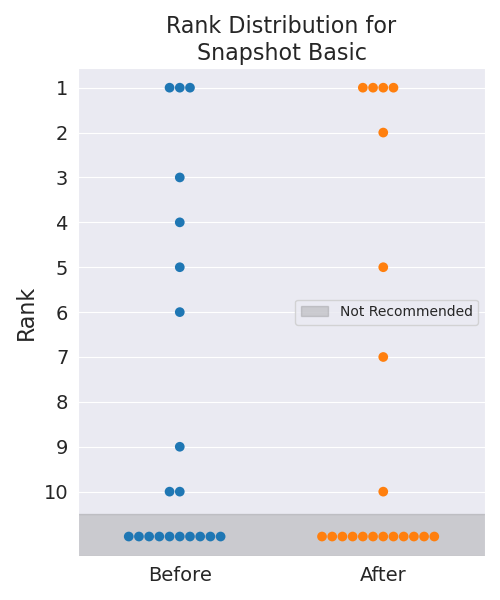 Rank Distribution for
Snapshot Basic
Rank
1
2
3
4
5
6
7
8
9
10
Not Recommended
Before
After